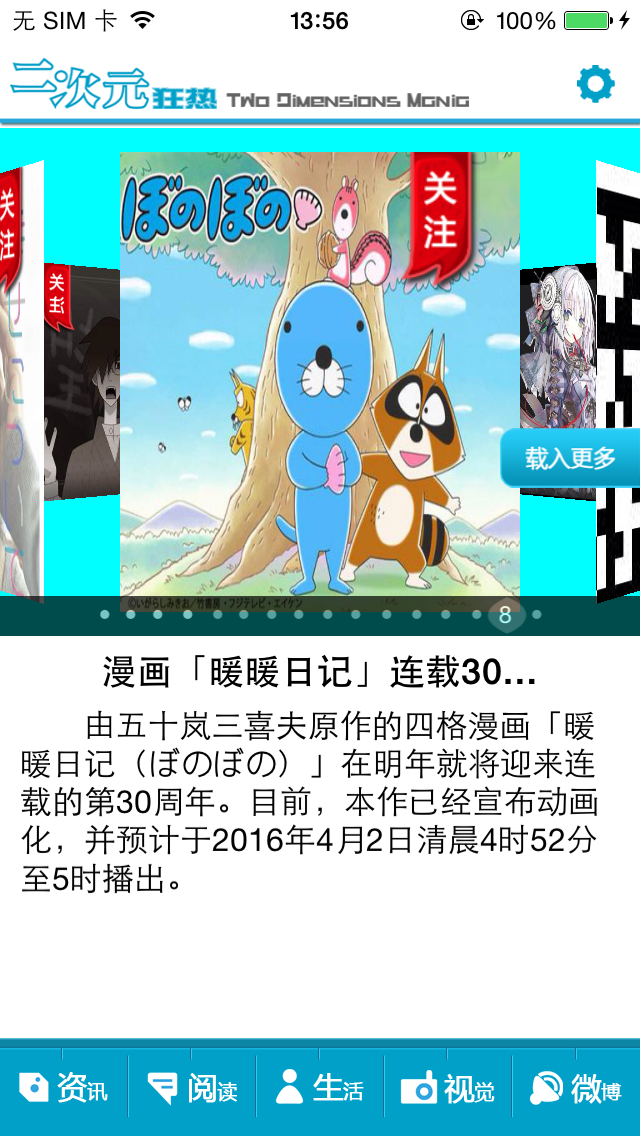 无 SIM 卡
13:56
100%
二次元狂热 Two Dimensions Mania
关注
关注
ぼのぼの
关注
载入更多
©いがらしみきお／竹書房・フジテレビ・エイケン
8
漫画「暖暖日记」连载30...
由五十岚三喜夫原作的四格漫画「暖
暖日记（ぼのぼの）」在明年就将迎来连
载的第30周年。目前，本作已经宣布动画
化，并预计于2016年4月2日清晨4时52分
至5时播出。
资讯
阅读
生活
视觉
微博